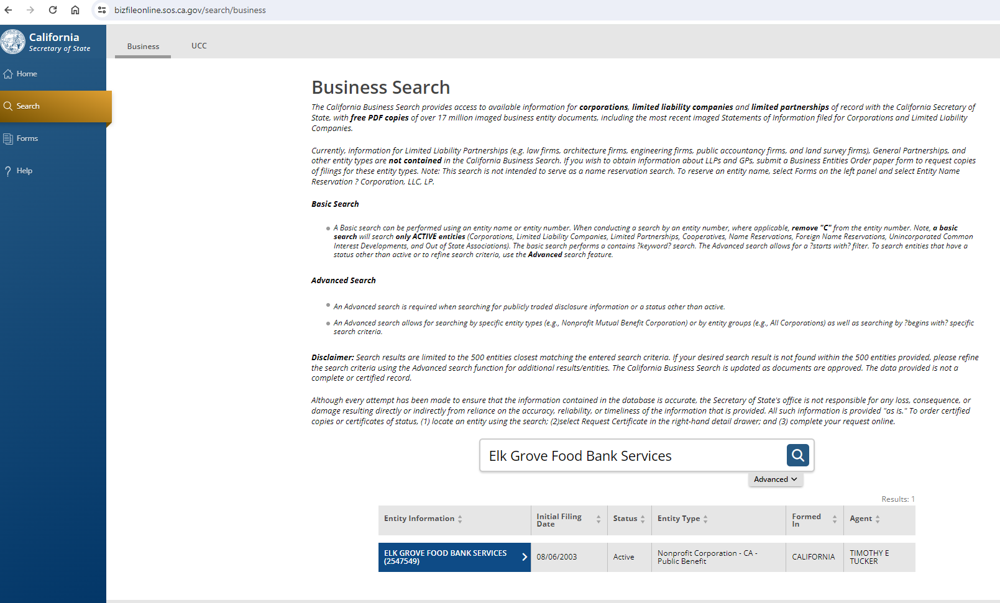 bizfileonline.sos.ca.gov/search/business
California
Secretary of State
Business
UCC
Home
Search
Forms
Help
Business Search
The California Business Search provides access to available information for corporations, limited liability companies and limited partnerships of record with the California Secretary of
State, with free PDF copies of over 17 million imaged business entity documents, including the most recent imaged Statements of Information filed for Corporations and Limited Liability
Companies.
Currently, information for Limited Liability Partnerships (e.g. law firms, architecture firms, engineering firms, public accountancy firms, and land survey firms), General Partnerships, and
other entity types are not contained in the California Business Search. If you wish to obtain information about LLPs and GPs, submit a Business Entities Order paper form to request copies
of filings for these entity types. Note: This search is not intended to serve as a name reservation search. To reserve an entity name, select Forms on the left panel and select Entity Name
Reservation ? Corporation, LLC, LP.
Basic Search
A Basic search can be performed using an entity name or entity number. When conducting a search by an entity number, where applicable, remove "C" from the entity number. Note, a basic
search will search only ACTIVE entities (Corporations, Limited Liability Companies, Limited Partnerships, Cooperatives, Name Reservations, Foreign Name Reservations, Unincorporated Common
Interest Developments, and Out of State Associations). The basic search performs a contains ?keyword? search. The Advanced search allows for a ?starts with? filter. To search entities that have a
status other than active or to refine search criteria, use the Advanced search feature.
Advanced Search
An Advanced search is required when searching for publicly traded disclosure information or a status other than active.
An Advanced search allows for searching by specific entity types (e.g., Nonprofit Mutual Benefit Corporation) or by entity groups (e.g., All Corporations) as well as searching by ?begins with? specific
search criteria.
Disclaimer: Search results are limited to the 500 entities closest matching the entered search criteria. If your desired search result is not found within the 500 entities provided, please refine
the search criteria using the Advanced search function for additional results/entities. The California Business Search is updated as documents are approved. The data provided is not a
complete or certified record.
Although every attempt has been made to ensure that the information contained in the database is accurate, the Secretary of State's office is not responsible for any loss, consequence, or
damage resulting directly or indirectly from reliance on the accuracy, reliability, or timeliness of the information that is provided. All such information is provided "as is." To order certified
copies or certificates of status, (1) locate an entity using the search; (2)select Request Certificate in the right-hand detail drawer; and (3) complete your request online.
Elk Grove Food Bank Services
Advanced
Results: 1
Entity Information
Initial Filing
Date
Status
Entity Type
Formed
In
Agent
ELK GROVE FOOD BANK SERVICES
(2547549)
08/06/2003
Active
Nonprofit Corporation - CA -
Public Benefit
CALIFORNIA
TIMOTHY E
TUCKER